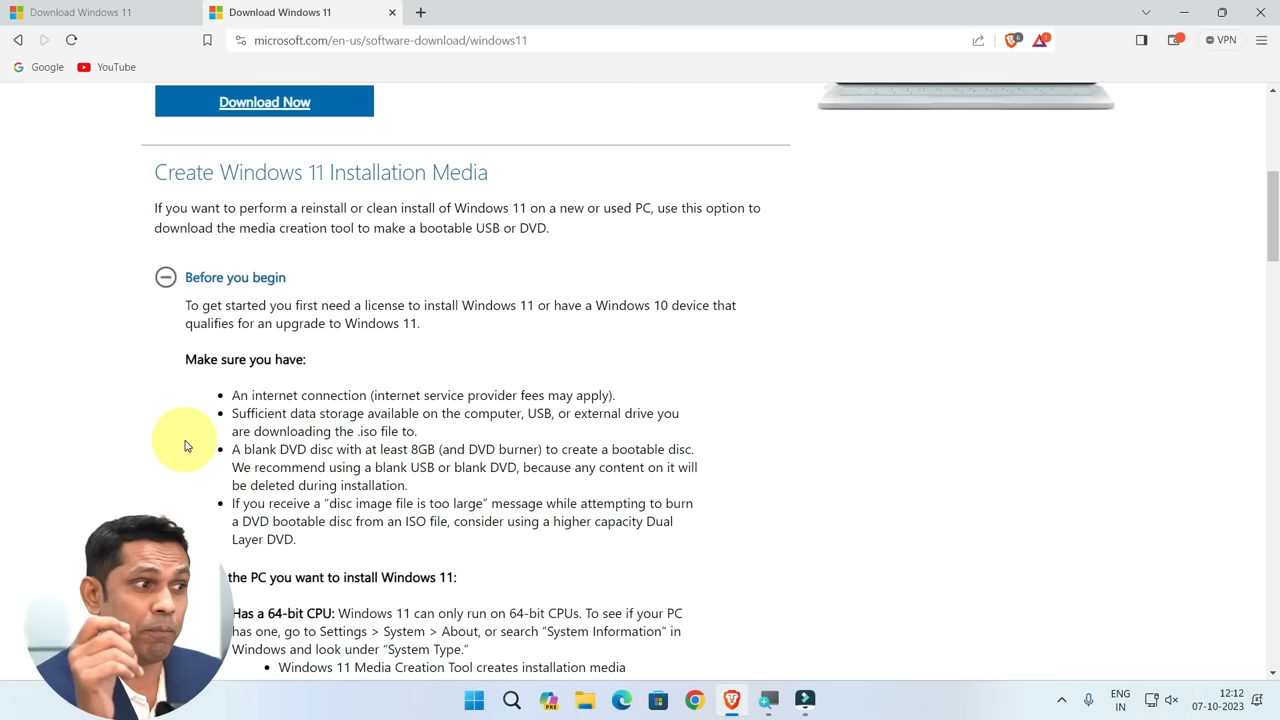 Download Windows 11
Download Windows 11
microsoft.com/en-us/software-download/windows11
6
1
VPN
Google
YouTube
Download Now
Create Windows 11 Installation Media
If you want to perform a reinstall or clean install of Windows 11 on a new or used PC, use this option to
download the media creation tool to make a bootable USB or DVD.
Before you begin
To get started you first need a license to install Windows 11 or have a Windows 10 device that
qualifies for an upgrade to Windows 11.
Make sure you have:
An internet connection (internet service provider fees may apply).
Sufficient data storage available on the computer, USB, or external drive you
are downloading the .iso file to.
A blank DVD disc with at least 8GB (and DVD burner) to create a bootable disc.
We recommend using a blank USB or blank DVD, because any content on it will
be deleted during installation.
If you receive a “disc image file is too large” message while attempting to burn
a DVD bootable disc from an ISO file, consider using a higher capacity Dual
Layer DVD.
the PC you want to install Windows 11:
Has a 64-bit CPU: Windows 11 can only run on 64-bit CPUs. To see if your PC
has one, go to Settings > System > About, or search “System Information” in
Windows and look under “System Type.”
Windows 11 Media Creation Tool creates installation media
PRE
ENG
IN
12:12
07-10-2023